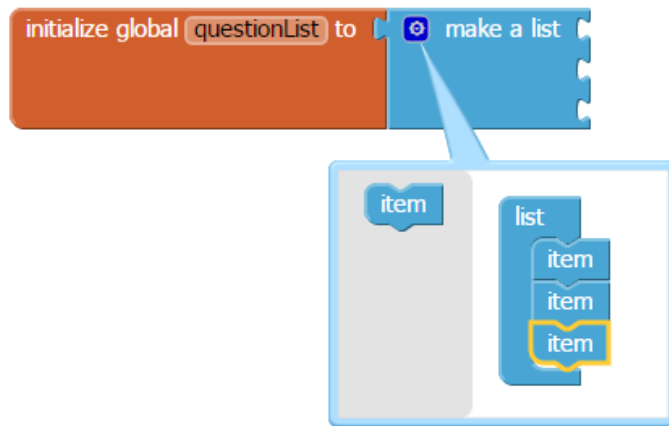 initialize global questionList to make a list
item
list
item
item
item